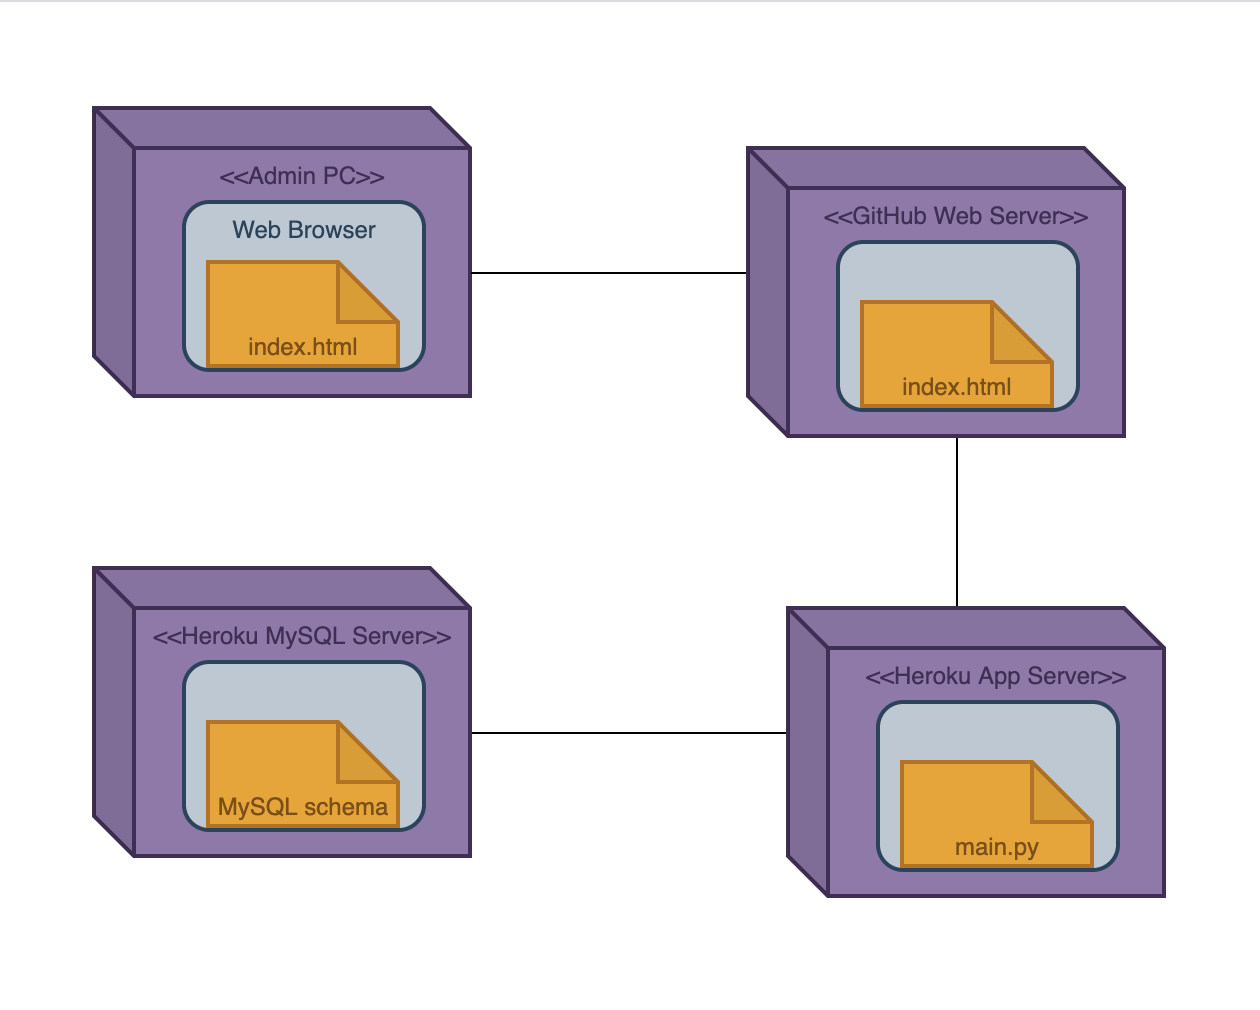 <<Admin PC>>
Web Browser
index.html
<<GitHub Web Server>>
index.html
<<Heroku MySQL Server>>
MySQL schema
<<Heroku App Server>>
main.py